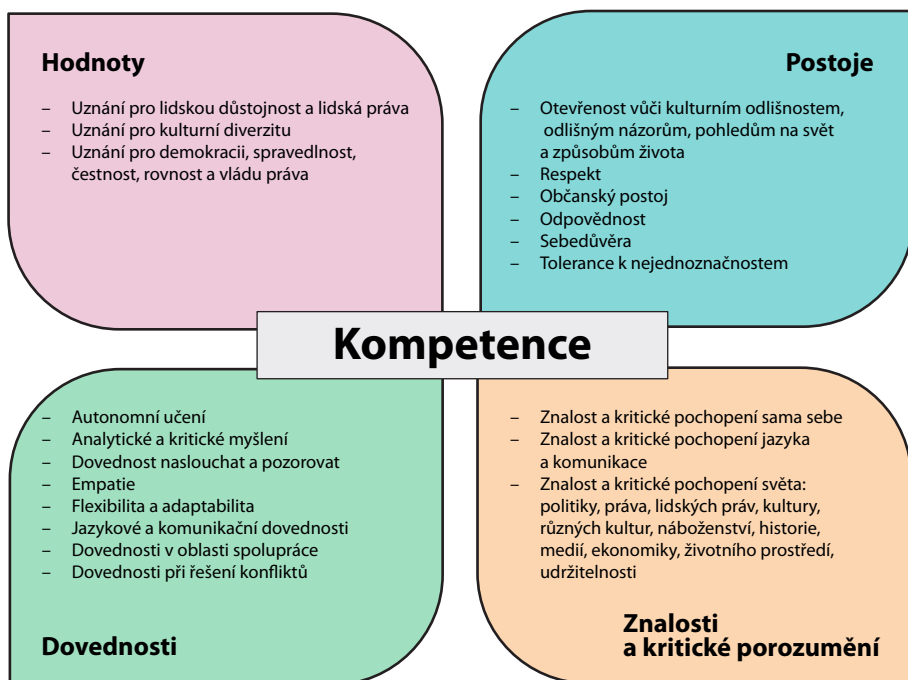 Hodnoty
– Uznání pro lidskou důstojnost a lidská práva
– Uznání pro kulturní diverzitu
– Uznání pro demokracii, spravedlnost,
čestnost, rovnost a vládu práva
Postoje
– Otevřenost vůči kulturním odlišnostem,
odlišným názorům, pohledům na svět
a způsobům života
– Respekt
– Občanský postoj
– Odpovědnost
– Sebedůvěra
– Tolerance k nejednoznačnostem
Kompetence
– Autonomní učení
– Analytické a kritické myšlení
– Dovednost naslouchat a pozorovat
– Empatie
– Flexibilita a adaptabilita
– Jazykové a komunikační dovednosti
– Dovednosti v oblasti spolupráce
– Dovednosti při řešení konfliktů
Dovednosti
– Znalost a kritické pochopení sama sebe
– Znalost a kritické pochopení jazyka
a komunikace
– Znalost a kritické pochopení světa:
politiky, práva, lidských práv, kultury,
různých kultur, náboženství, historie,
medií, ekonomiky, životního prostředí,
udržitelnosti
Znalosti
a kritické porozumění